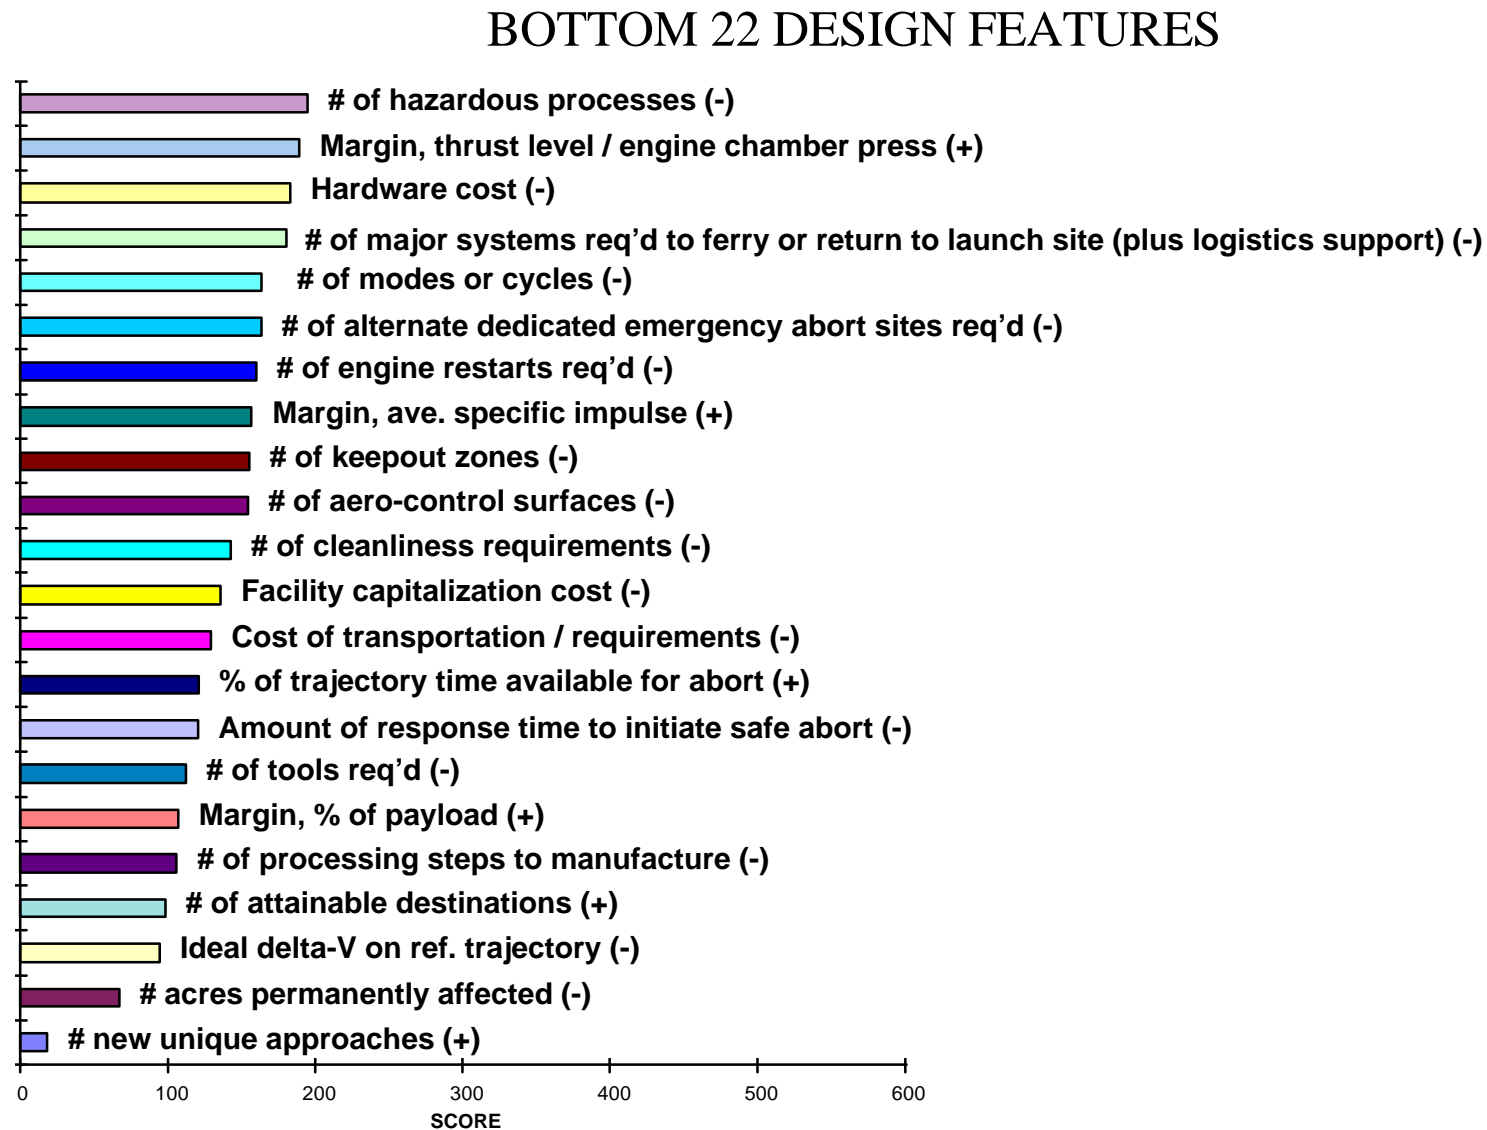 BOTTOM 22 DESIGN FEATURES
# of hazardous processes (-)
Margin, thrust level / engine chamber press (+)
Hardware cost (-)
# of major systems req’d to ferry or return to launch site (plus logistics support) (-)
# of modes or cycles (-)
# of alternate dedicated emergency abort sites req’d (-)
# of engine restarts req’d (-)
Margin, ave. specific impulse (+)
# of keepout zones (-)
# of aero-control surfaces (-)
# of cleanliness requirements (-)
Facility capitalization cost (-)
Cost of transportation / requirements (-)
% of trajectory time available for abort (+)
Amount of response time to initiate safe abort (-)
# of tools req’d (-)
Margin, % of payload (+)
# of processing steps to manufacture (-)
# of attainable destinations (+)
Ideal delta-V on ref. trajectory (-)
# acres permanently affected (-)
# new unique approaches (+)
0 100 200 300 400 500 600
SCORE